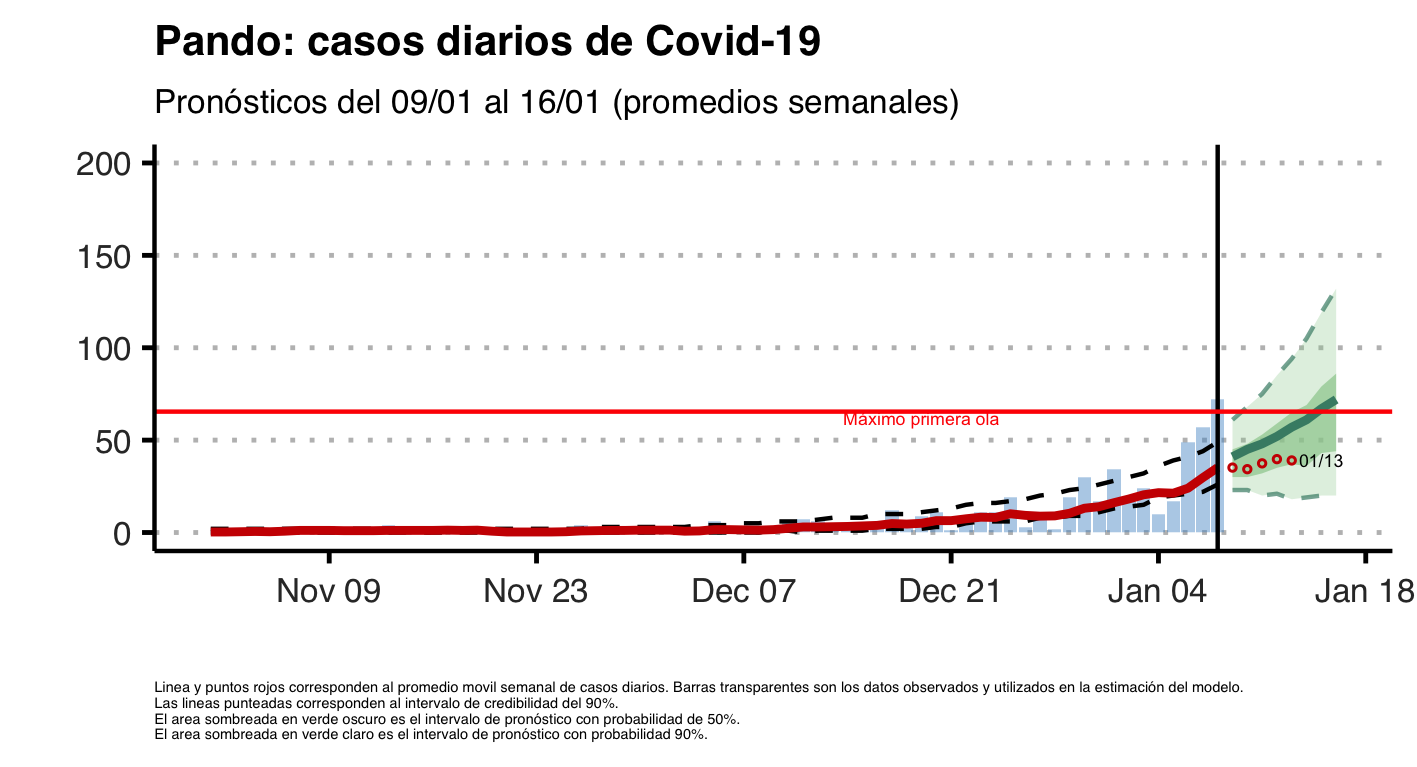 Pando: casos diarios de Covid-19
Pronósticos del 09/01 al 16/01 (promedios semanales)
200
150
100
Máximo primera ola
50
01/13
0
Nov 09 Nov 23 Dec 07 Dec 21 Jan 04 Jan 18
Linea y puntos rojos corresponden al promedio movil semanal de casos diarios. Barras transparentes son los datos observados y utilizados en la estimación del modelo.
Las lineas punteadas corresponden al intervalo de credibilidad del 90%.
El area sombreada en verde oscuro es el intervalo de pronóstico con probabilidad de 50%.
El area sombreada en verde claro es el intervalo de pronóstico con probabilidad 90%.